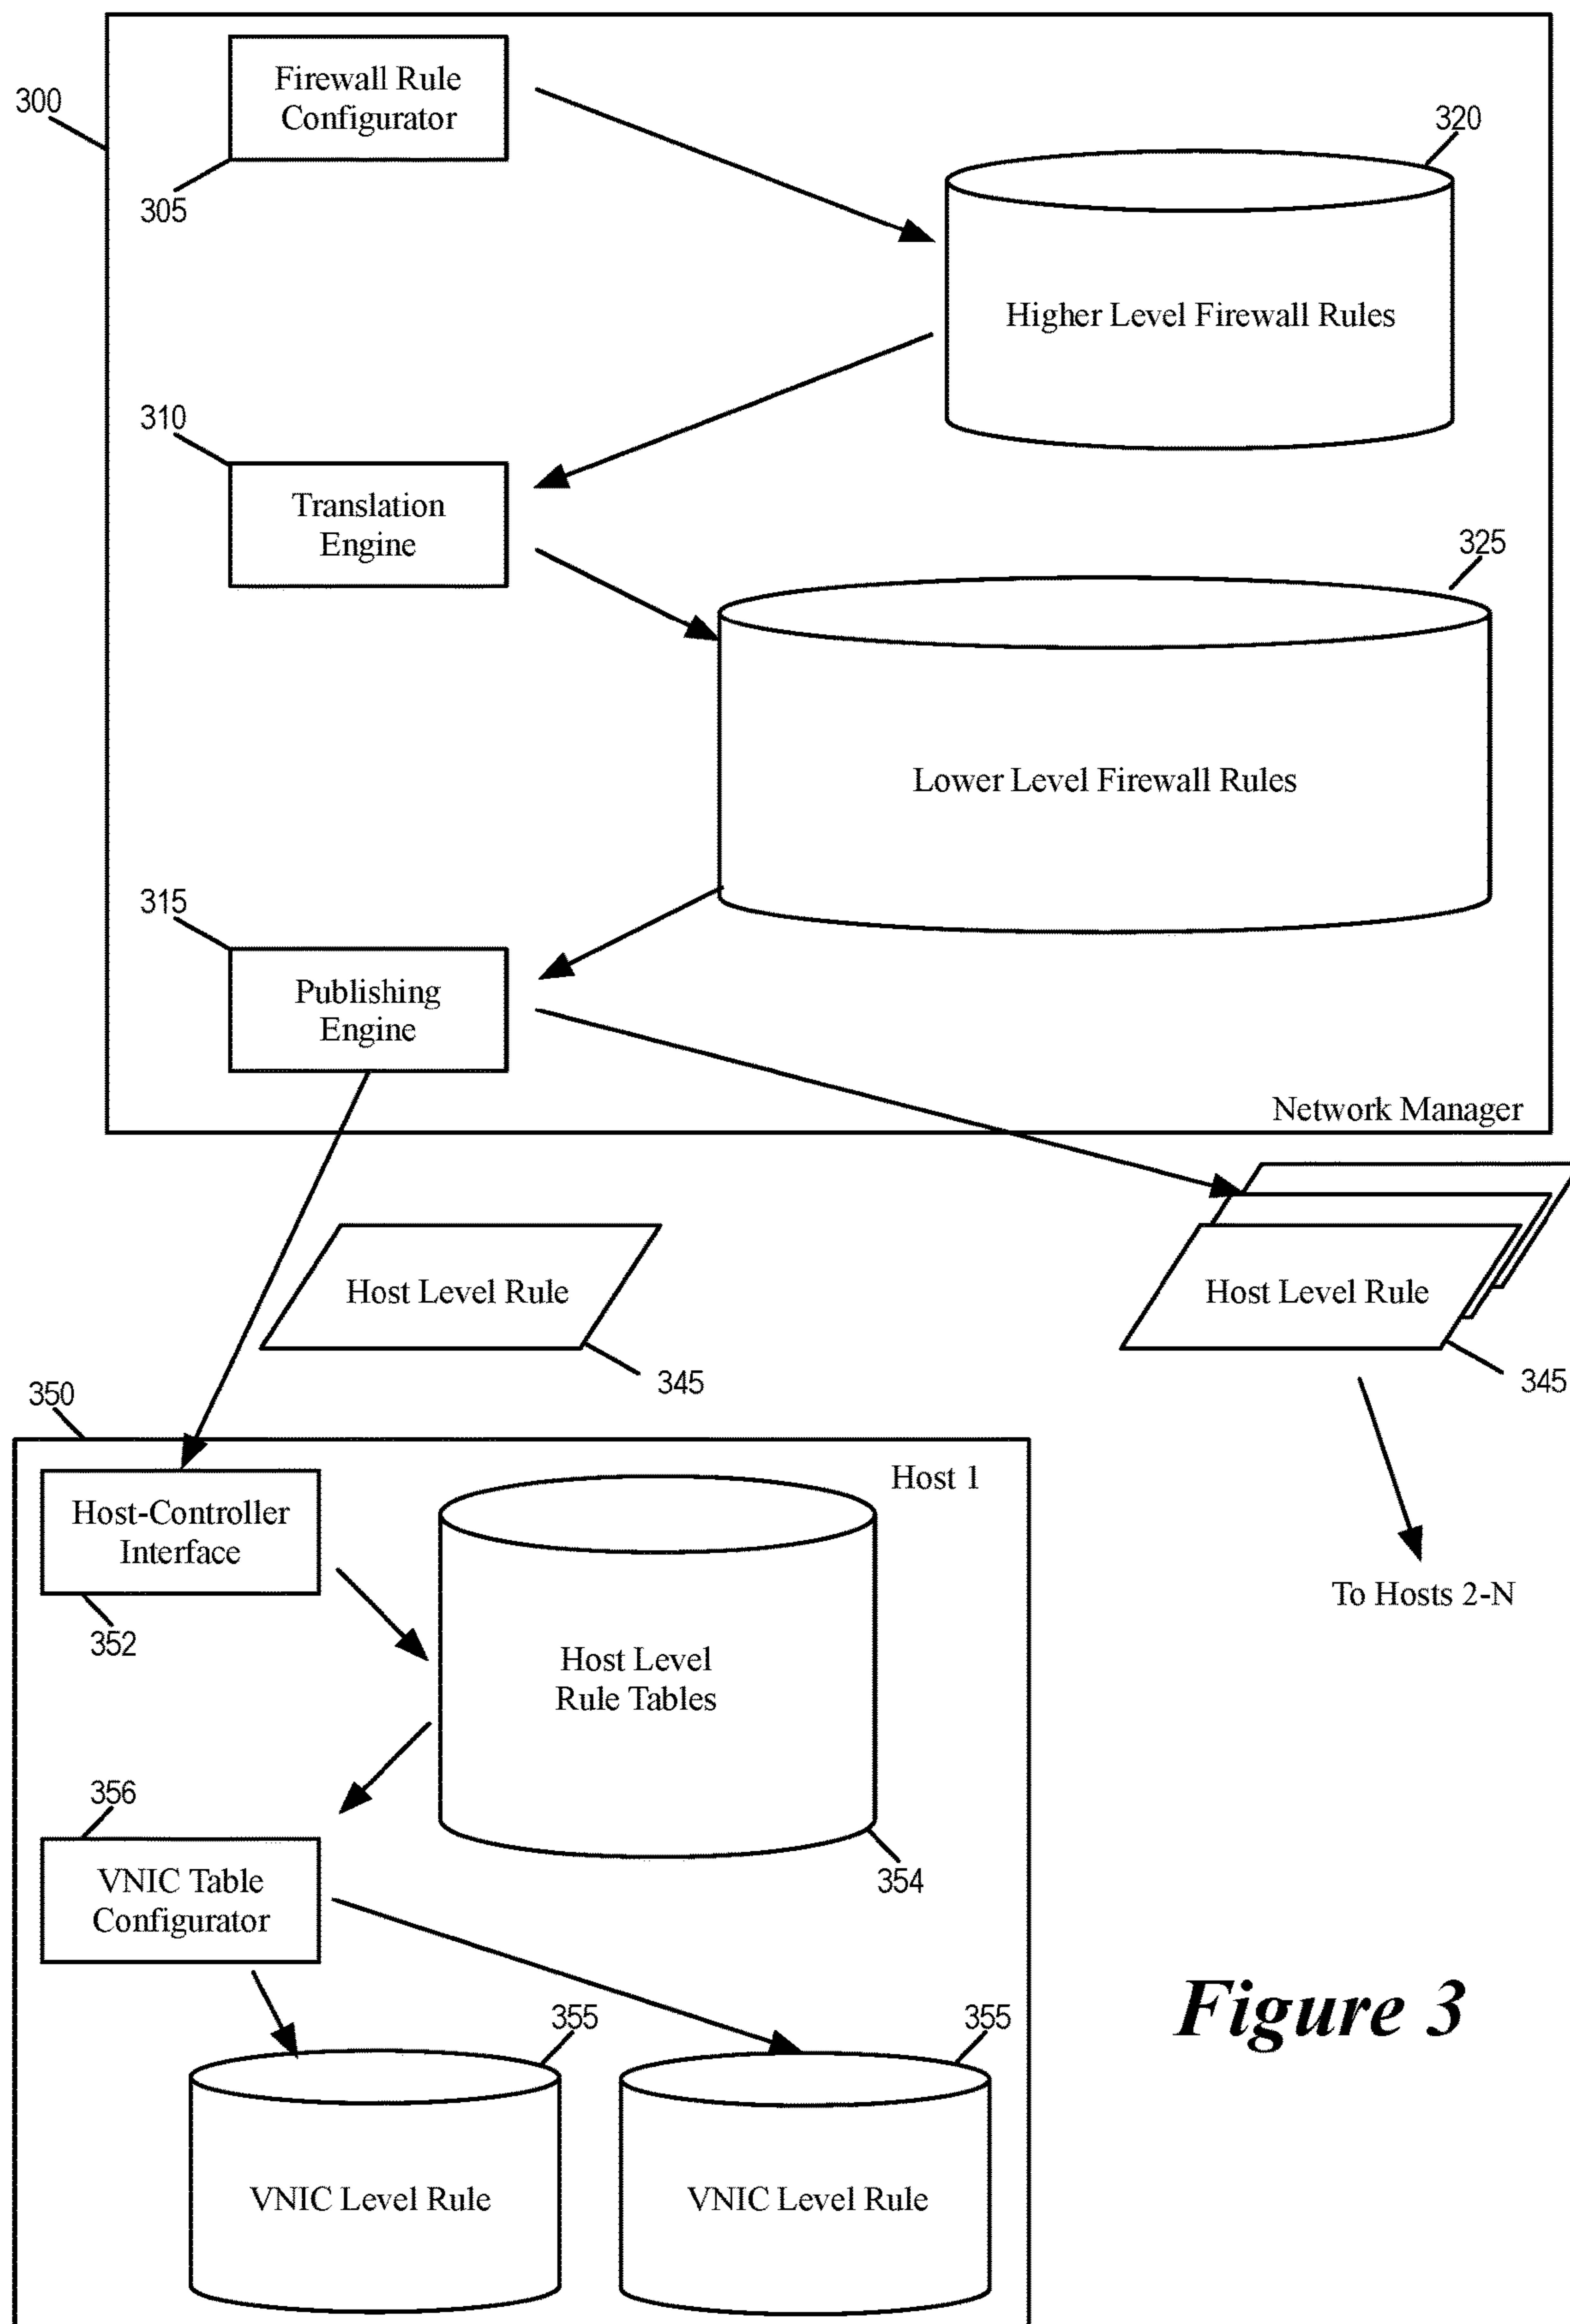 300
Firewall Rule
Configurator
305
320
Higher Level Firewall Rules
310
Translation
Engine
325
Lower Level Firewall Rules
315
Publishing
Engine
Network Manager
Host Level Rule
345
Host Level Rule
345
To Hosts 2-N
350
Host 1
Host-Controller
Interface
352
Host Level
Rule Tables
354
356
VNIC Table
Configurator
355
VNIC Level Rule
355
VNIC Level Rule
Figure 3